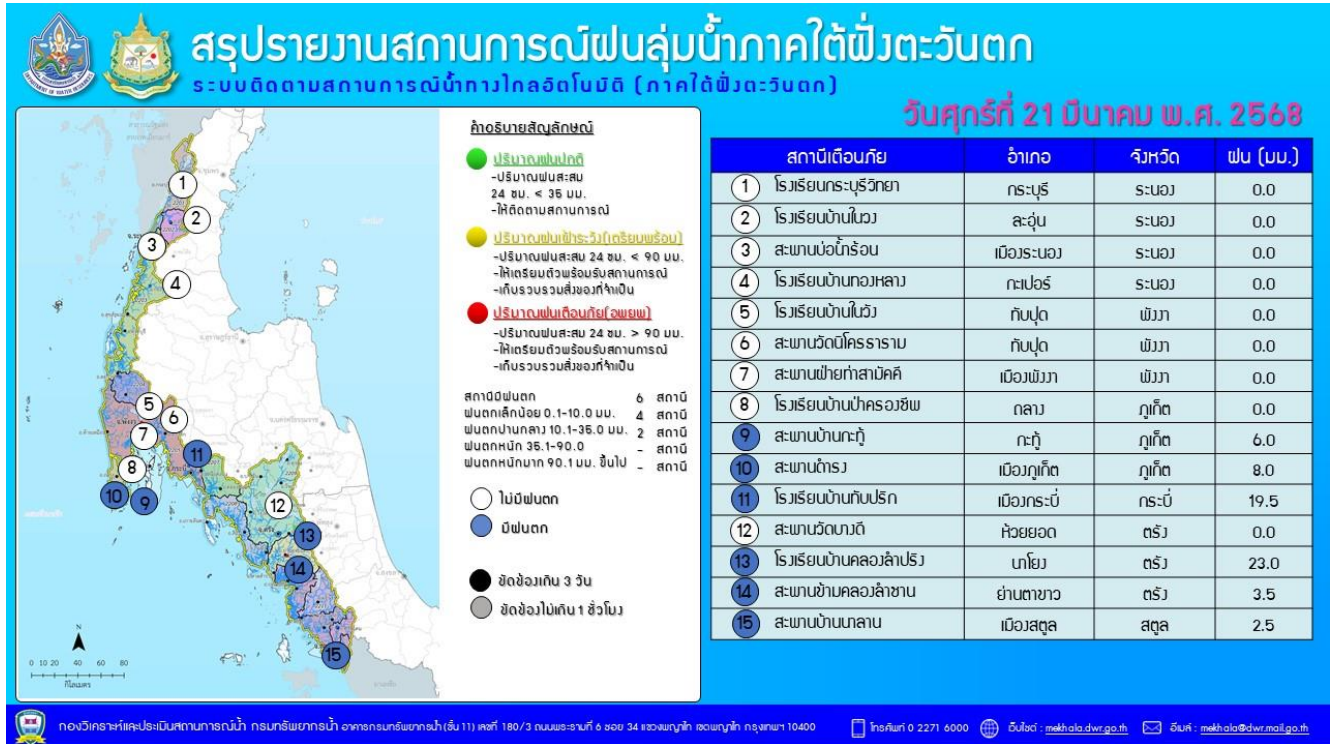 สรุปรายงานสถานการณ์ฝนลุ่มน้ำภาคใต้ฝั่งตะวันตก
ระบบติดตามสถานการณ์น้ำทางไกลอัตโนมัติ (ภาคใต้ฝั่งตะวันตก)
วันศุกร์ที่ 21 มีนาคม พ.ศ. 2568
1
2
3
4
5
6
7
8
9
10
11
12
13
14
15
N
0 10 20 40 60 80
กิโลเมตร
คำอธิบายสัญลักษณ์
ปริมาณฝนปกติ
-ปริมาณฝนสะสม
24 ชม. < 35 มม.
-ให้ติดตามสถานการณ์
ปริมาณฝนเฝ้าระวัง(เตรียมพร้อม)
-ปริมาณฝนสะสม 24 ชม. < 90 มม.
-ให้เตรียมตัวพร้อมรับสถานการณ์
-เก็บรวบรวมสิ่งของที่จำเป็น
ปริมาณฝนเตือนภัย(อพยพ)
-ปริมาณฝนสะสม 24 ชม. > 90 มม.
-ให้เตรียมตัวพร้อมรับสถานการณ์
-เก็บรวบรวมสิ่งของที่จำเป็น
สถานีมีฝนตก 6 สถานี
ฝนตกเล็กน้อย 0.1-10.0 มม. 4 สถานี
ฝนตกปานกลาง 10.1-35.0 มม. 2 สถานี
ฝนตกหนัก 35.1-90.0 - สถานี
ฝนตกหนักมาก 90.1 มม. ขึ้นไป - สถานี
ไม่มีฝนตก
มีฝนตก
ขัดข้องเกิน 3 วัน
ขัดข้องไม่เกิน 1 ชั่วโมง
สถานีเตือนภัย อำเภอ จังหวัด ฝน (มม.)
1 โรงเรียนกระบุรีวิทยา กระบุรี ระนอง 0.0
2 โรงเรียนบ้านในวง ละอุ่น ระนอง 0.0
3 สะพานบ่อน้ำร้อน เมืองระนอง ระนอง 0.0
4 โรงเรียนบ้านทองหลาง กะเปอร์ ระนอง 0.0
5 โรงเรียนบ้านในวัง ทับปุด พังงา 0.0
6 สะพานวัดนิโครธาราม ทับปุด พังงา 0.0
7 สะพานฝ่ายท่าสามัคคี เมืองพังงา พังงา 0.0
8 โรงเรียนบ้านป่าครองชีพ ถลาง ภูเก็ต 0.0
9 สะพานบ้านกะทู้ กะทู้ ภูเก็ต 6.0
10 สะพานดำรง เมืองภูเก็ต ภูเก็ต 8.0
11 โรงเรียนบ้านทับปริก เมืองกระบี่ กระบี่ 19.5
12 สะพานวัดบางดี ห้วยยอด ตรัง 0.0
13 โรงเรียนบ้านคลองลำปริง นาโยง ตรัง 23.0
14 สะพานข้ามคลองลำชาน ย่านตาขาว ตรัง 3.5
15 สะพานบ้านนาลาน เมืองสตูล สตูล 2.5
กองวิเคราะห์และประเมินสถานการณ์น้ำ กรมทรัพยากรน้ำ อาคารกรมทรัพยากรน้ำ (ชั้น 11) เลขที่ 180/3 ถนนพระรามที่ 6 ซอย 34 แขวงพญาไท เขตพญาไท กรุงเทพฯ 10400 โทรศัพท์ 0 2271 6000 เว็บไซต์ : mekhala.dwr.go.th อีเมล์ : mekhala@dwr.mail.go.th